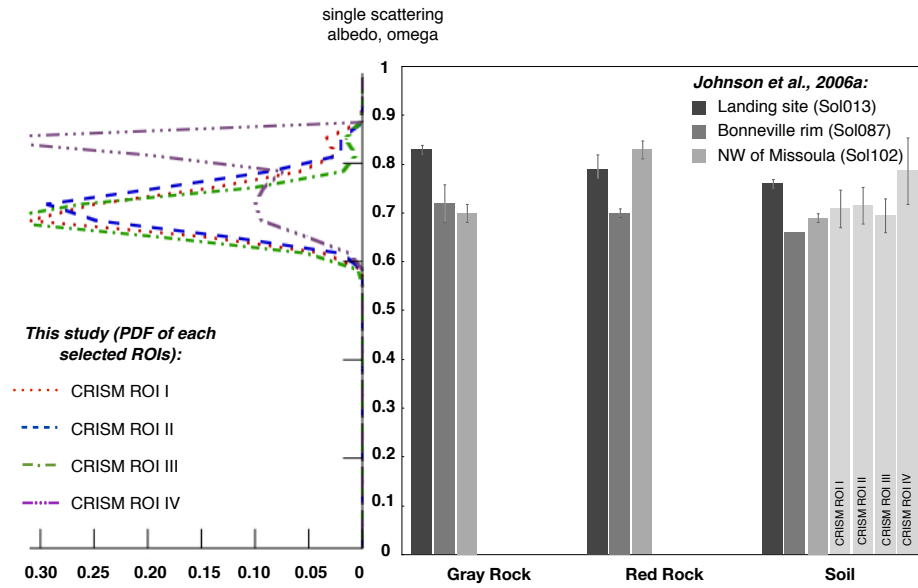 single scattering
albedo, omega
1
0.9
0.8
0.7
0.6
0.5
0.4
0.3
0.2
0.1
0
This study (PDF of each
selected ROIs):
CRISM ROI I
CRISM ROI II
CRISM ROI III
CRISM ROI IV
0.30 0.25 0.20 0.15 0.10 0.05 0
Johnson et al., 2006a:
Landing site (Sol013)
Bonneville rim (Sol087)
NW of Missoula (Sol102)
CRISM ROI I
CRISM ROI II
CRISM ROI III
CRISM ROI IV
Gray Rock Red Rock Soil